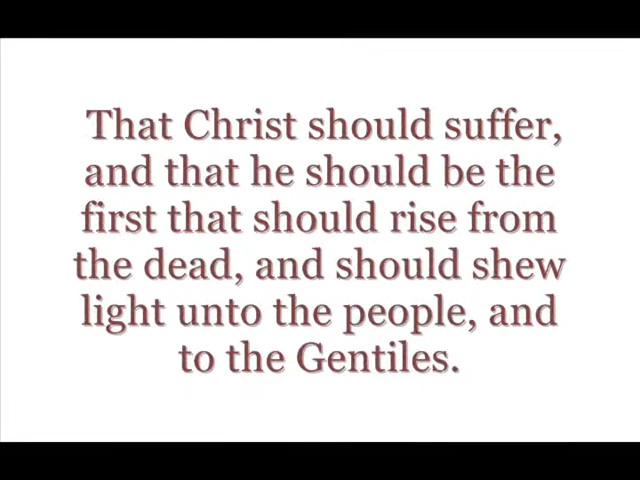 That Christ should suffer,
and that he should be the
first that should rise from
the dead, and should shew
light unto the people, and
to the Gentiles.